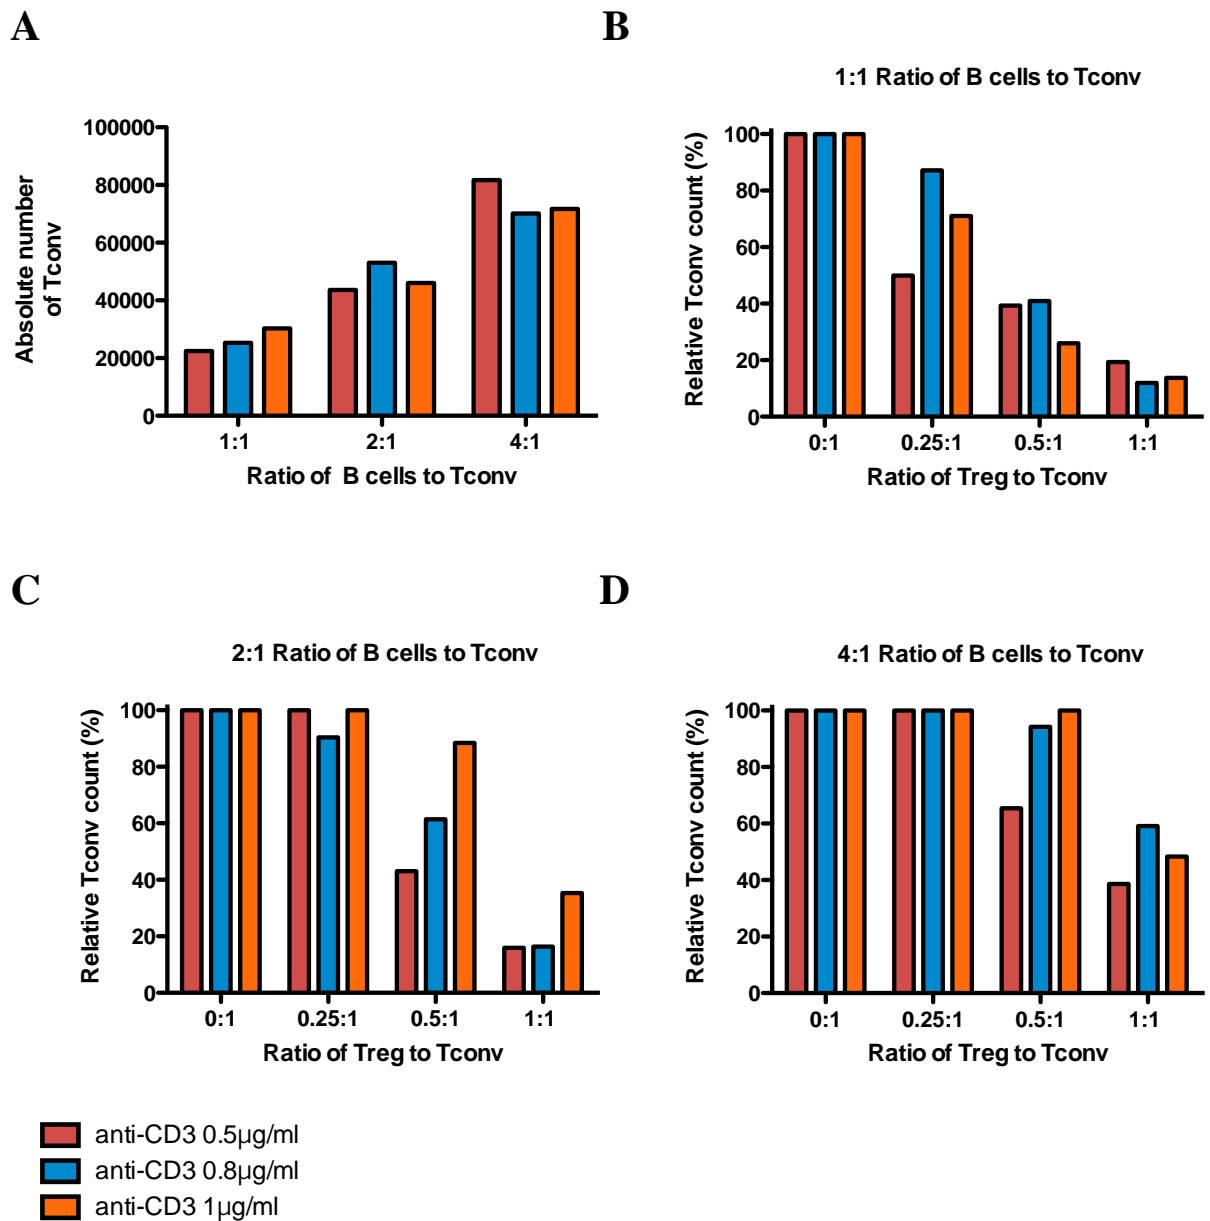 A
100000
80000
60000
40000
20000
0
Absolute number
of Tconv
1:1
2:1
4:1
Ratio of  B cells to Tconv
B
1:1 Ratio of B cells to Tconv
100
80
60
40
20
0
Relative Tconv count (%)
0:1
0.25:1
0.5:1
1:1
Ratio of Treg to Tconv
C
2:1 Ratio of B cells to Tconv
100
80
60
40
20
0
Relative Tconv count (%)
0:1
0.25:1
0.5:1
1:1
Ratio of Treg to Tconv
D
4:1 Ratio of B cells to Tconv
100
80
60
40
20
0
Relative Tconv count (%)
0:1
0.25:1
0.5:1
1:1
Ratio of Treg to Tconv
anti-CD3 0.5µg/ml
anti-CD3 0.8µg/ml
anti-CD3 1µg/ml